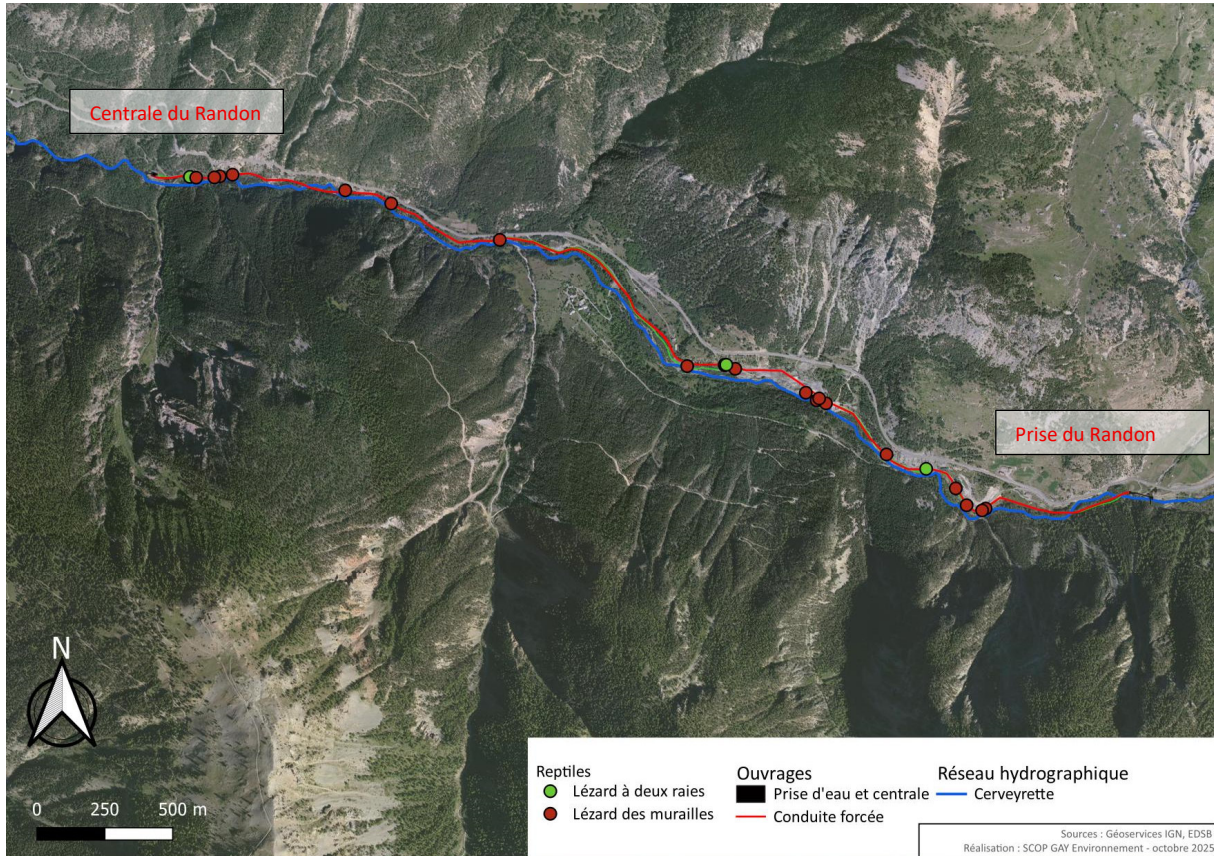 Centrale du Randon
Prise du Randon
N
0 250 500 m
Reptiles
Lézard à deux raies
Lézard des murailles
Ouvrages
Prise d'eau et centrale
Conduite forcée
Réseau hydrographique
Cerveyrette
Sources : Géoservices IGN, EDSB
Réalisation : SCOP GAY Environnement - octobre 2025